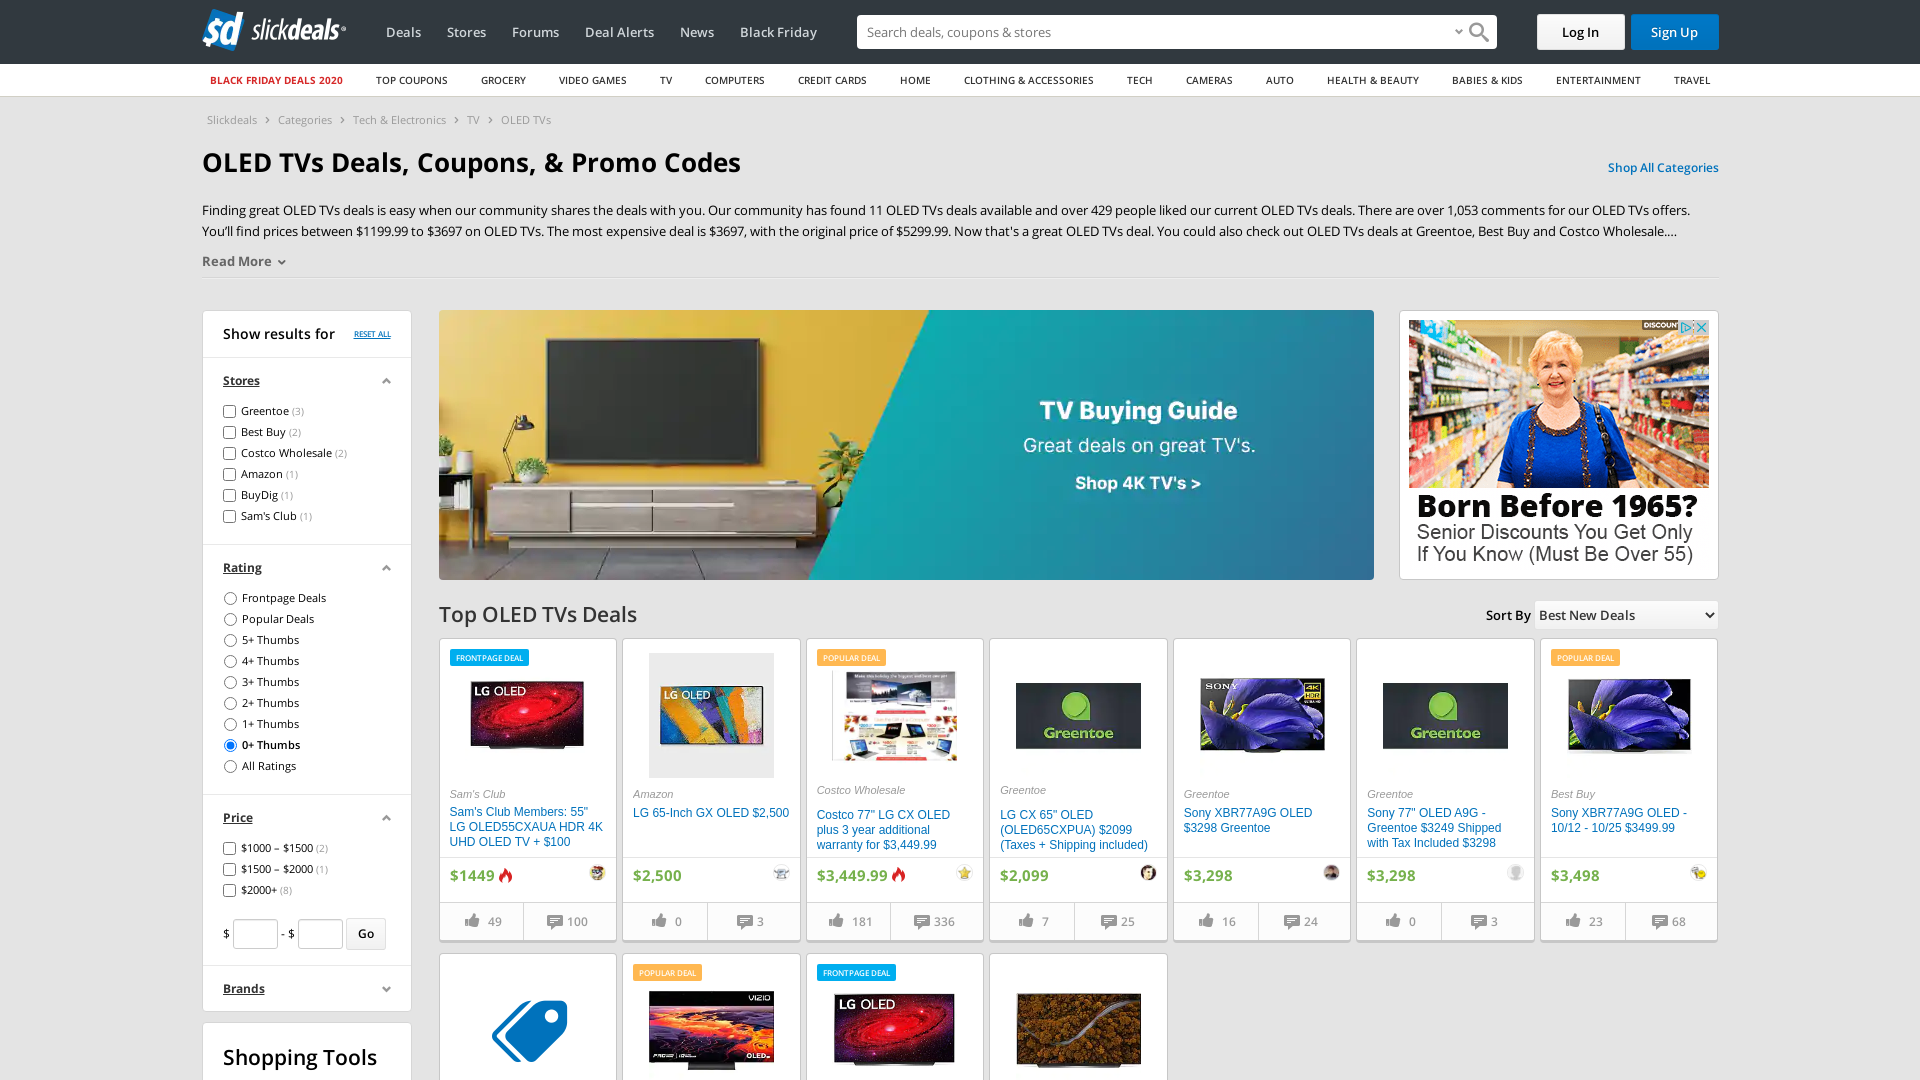 slickdeals
Deals
Stores
Forums
Deal Alerts
News
Black Friday
Search deals, coupons & stores
Log In
Sign Up
BLACK FRIDAY DEALS 2020
TOP COUPONS
GROCERY
VIDEO GAMES
TV
COMPUTERS
CREDIT CARDS
HOME
CLOTHING & ACCESSORIES
TECH
CAMERAS
AUTO
HEALTH & BEAUTY
BABIES & KIDS
ENTERTAINMENT
TRAVEL
Slickdeals > Categories > Tech & Electronics > TV > OLED TVs
OLED TVs Deals, Coupons, & Promo Codes
Shop All Categories
Finding great OLED TVs deals is easy when our community shares the deals with you. Our community has found 11 OLED TVs deals available and over 429 people liked our current OLED TVs deals. There are over 1,053 comments for our OLED TVs offers.
You'll find prices between $1199.99 to $3697 on OLED TVs. The most expensive deal is $3697, with the original price of $5299.99. Now that's a great OLED TVs deal. You could also check out OLED TVs deals at Greentoe, Best Buy and Costco Wholesale....
Read More
Show results for
RESET ALL
Stores
Greentoe (3)
Best Buy (2)
Costco Wholesale (2)
Amazon (1)
BuyDig (1)
Sam's Club (1)
Rating
Frontpage Deals
Popular Deals
5+ Thumbs
4+ Thumbs
3+ Thumbs
2+ Thumbs
1+ Thumbs
0+ Thumbs
All Ratings
Price
$1000 – $1500 (2)
$1500 – $2000 (1)
$2000+ (8)
$ - $ Go
Brands
Shopping Tools
TV Buying Guide
Great deals on great TV's.
Shop 4K TV's >
DISCOUNT
Born Before 1965?
Senior Discounts You Get Only
If You Know (Must Be Over 55)
Top OLED TVs Deals
Sort By Best New Deals
FRONTPAGE DEAL
LG OLED
Sam's Club
Sam's Club Members: 55"
LG OLED55CXAUA HDR 4K
UHD OLED TV + $100
$1449
49
100
LG OLED
Amazon
LG 65-Inch GX OLED $2,500
$2,500
0
3
POPULAR DEAL
Costco Wholesale
Costco 77" LG CX OLED
plus 3 year additional
warranty for $3,449.99
$3,449.99
181
336
Greentoe
Greentoe
LG CX 65" OLED
(OLED65CXPUA) $2099
(Taxes + Shipping included)
$2,099
7
25
SONY
4K
HDR
Greentoe
Sony XBR77A9G OLED
$3298 Greentoe
$3,298
16
24
Greentoe
Greentoe
Sony 77" OLED A9G -
Greentoe $3249 Shipped
with Tax Included $3298
$3,298
0
3
POPULAR DEAL
Best Buy
Sony XBR77A9G OLED -
10/12 - 10/25 $3499.99
$3,498
23
68
POPULAR DEAL
VIZIO
OLED
FRONTPAGE DEAL
LG OLED